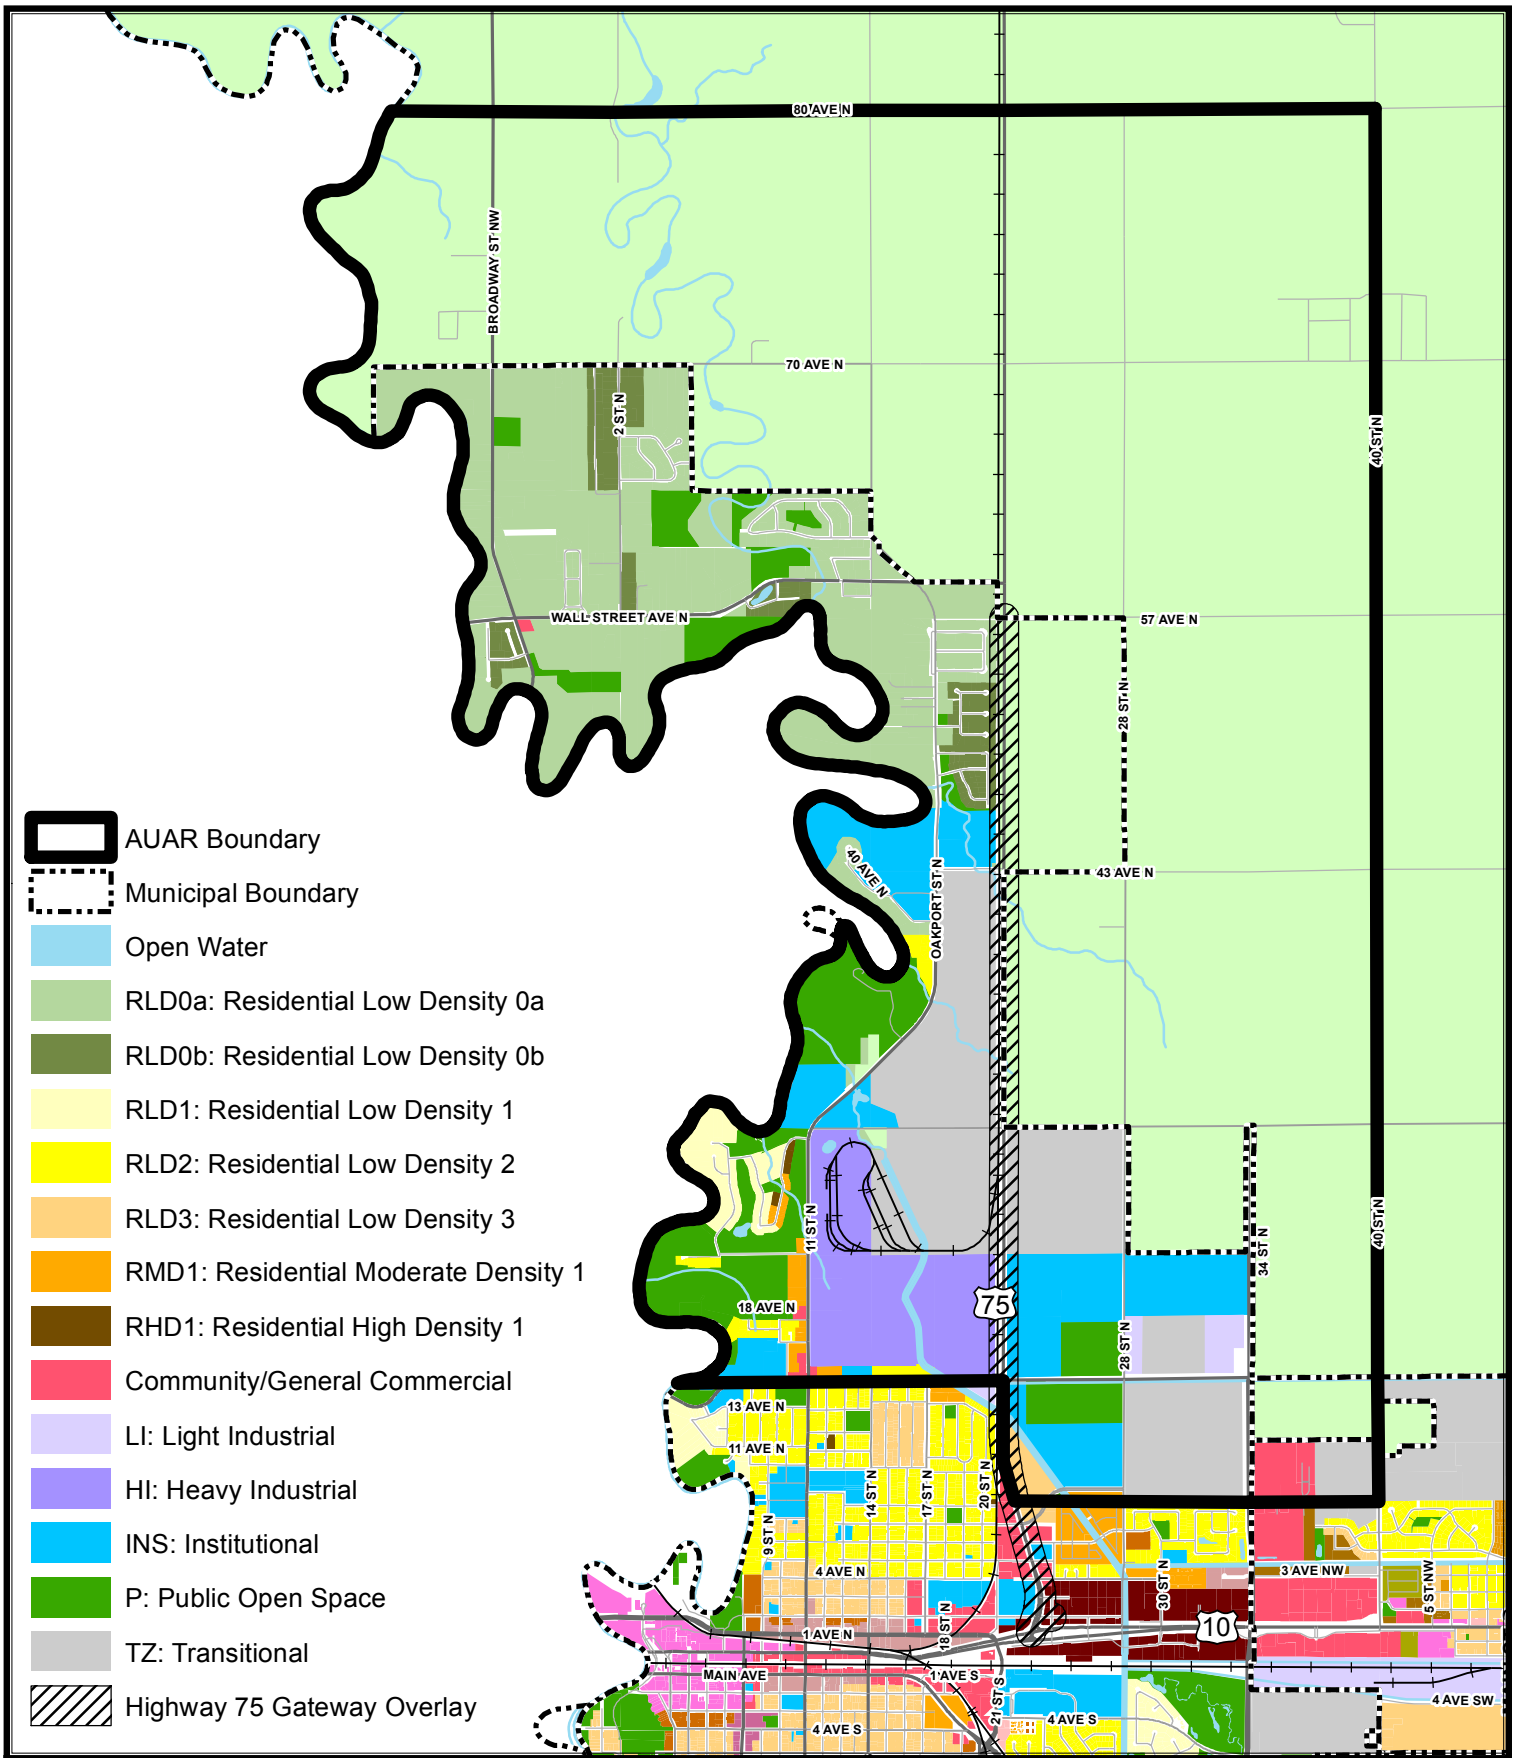 80 AVE N
BROADWAY ST NW
70 AVE N
2 ST N
40 ST N
WALL STREET AVE N
57 AVE N
28 ST N
43 AVE N
40 AVE N
OAKPORT ST N
AUAR Boundary
Municipal Boundary
Open Water
RLD0a: Residential Low Density 0a
RLD0b: Residential Low Density 0b
RLD1: Residential Low Density 1
RLD2: Residential Low Density 2
RLD3: Residential Low Density 3
RMD1: Residential Moderate Density 1
RHD1: Residential High Density 1
Community/General Commercial
LI: Light Industrial
HI: Heavy Industrial
INS: Institutional
P: Public Open Space
TZ: Transitional
Highway 75 Gateway Overlay
11 ST N
34 ST N
40 ST N
18 AVE N
75
28 ST N
13 AVE N
11 AVE N
14 ST N
17 ST N
20 ST N
9 ST N
4 AVE N
30 ST N
3 AVE NW
5 ST NW
18 ST N
10
1 AVE N
MAIN AVE
1 AVE S
21 ST S
4 AVE S
4 AVE S
4 AVE SW